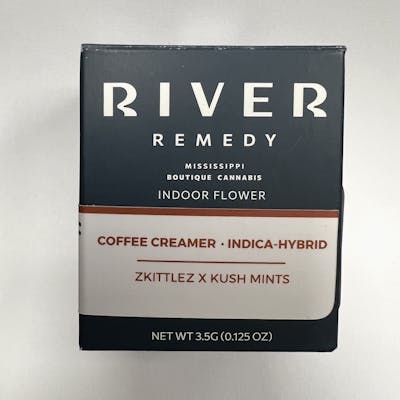 RIVER
REMEDY
MISSISSIPPI
BOUTIQUE CANNABIS
INDOOR FLOWER
COFFEE CREAMER · INDICA-HYBRID
ZKITTLEZ X KUSH MINTS
NET WT 3.5G (0.125 OZ)